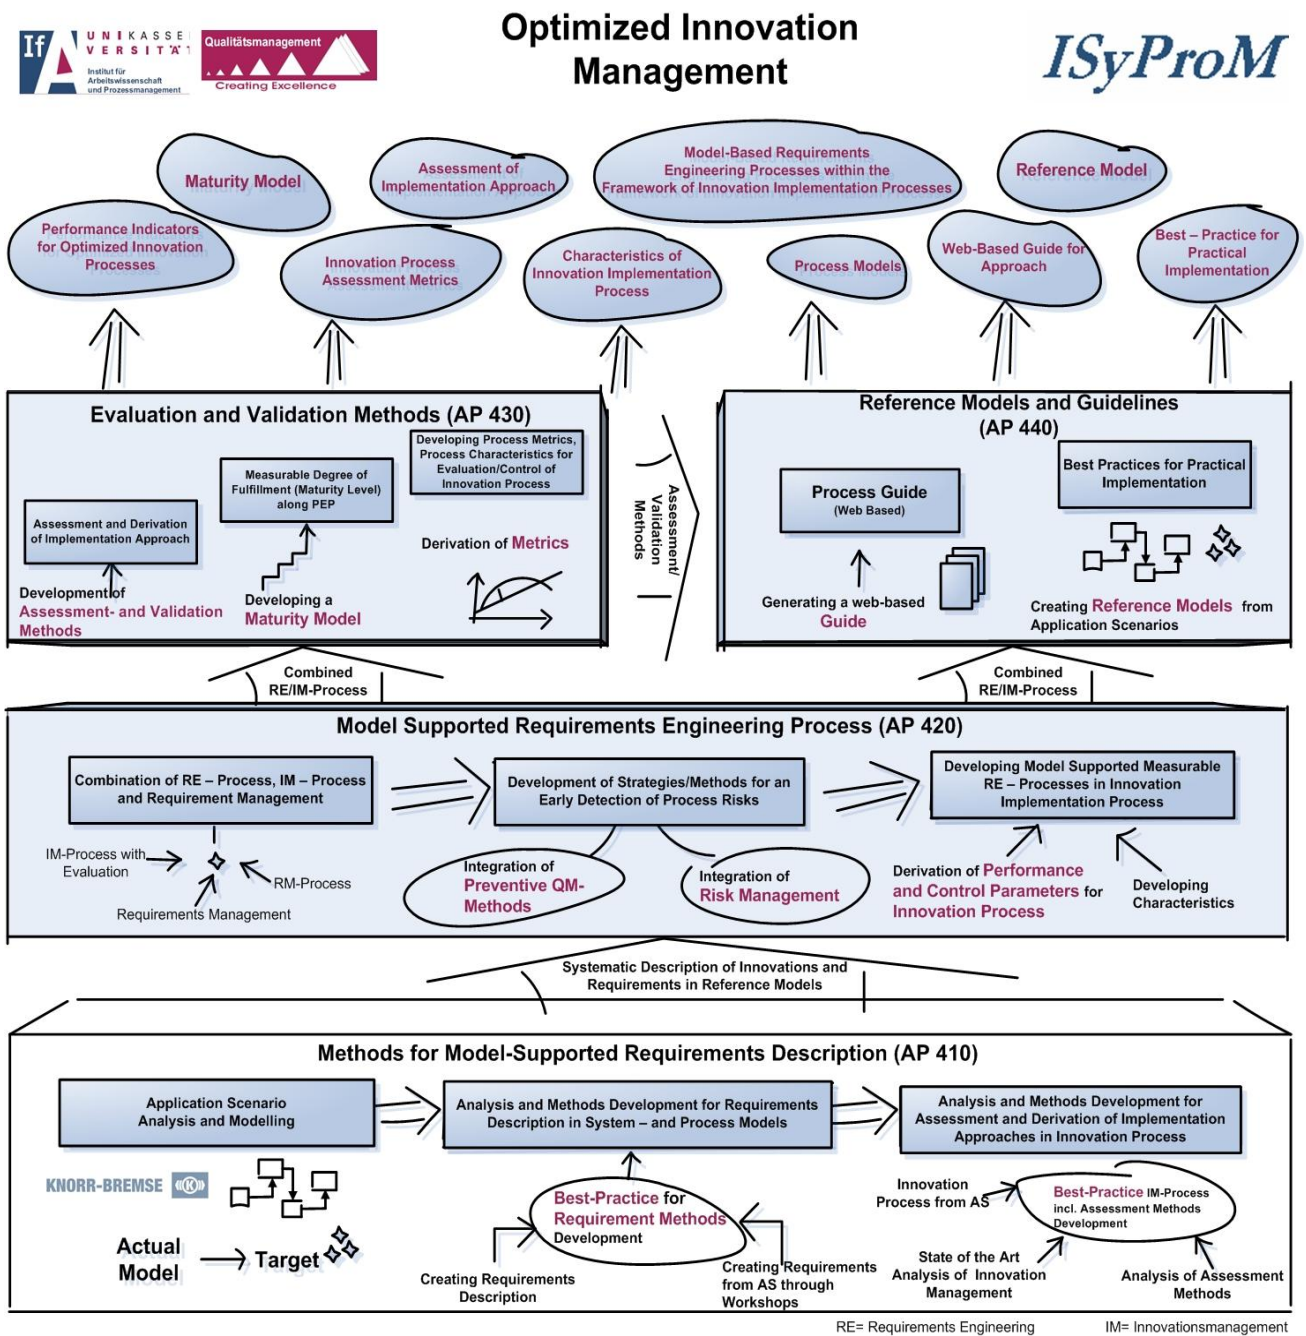 If
UNIKASSE
VERSITÄT
Institut für
Arbeitswissenschaft
und Prozessmanagement
Qualitätsmanagement
Creating Excellence
Optimized Innovation
Management
ISyProM
Maturity Model
Assessment of
Implementation Approach
Model-Based Requirements
Engineering Processes within the
Framework of Innovation Implementation Processes
Reference Model
Performance Indicators
for Optimized Innovation
Processes
Innovation Process
Assessment Metrics
Characteristics of
Innovation Implementation
Process
Process Models
Web-Based Guide for
Approach
Best – Practice for
Practical
Implementation
Evaluation and Validation Methods (AP 430)
Assessment and Derivation
of Implementation Approach
Measurable Degree of
Fulfillment (Maturity Level)
along PEP
Developing Process Metrics,
Process Characteristics for
Evaluation/Control of
Innovation Process
Derivation of Metrics
Development of
Assessment- and Validation
Methods
Developing a
Maturity Model
Assessment/
Validation
Methods
Reference Models and Guidelines
(AP 440)
Process Guide
(Web Based)
Best Practices for Practical
Implementation
Generating a web-based
Guide
Creating Reference Models from
Application Scenarios
Combined
RE/IM-Process
Combined
RE/IM-Process
Model Supported Requirements Engineering Process (AP 420)
Combination of RE – Process, IM – Process
and Requirement Management
Development of Strategies/Methods for an
Early Detection of Process Risks
Developing Model Supported Measurable
RE – Processes in Innovation
Implementation Process
IM-Process with
Evaluation
RM-Process
Requirements Management
Integration of
Preventive QM-
Methods
Integration of
Risk Management
Derivation of Performance
and Control Parameters for
Innovation Process
Developing
Characteristics
Systematic Description of Innovations and
Requirements in Reference Models
Methods for Model-Supported Requirements Description (AP 410)
Application Scenario
Analysis and Modelling
Analysis and Methods Development for Requirements
Description in System – and Process Models
Analysis and Methods Development for
Assessment and Derivation of Implementation
Approaches in Innovation Process
KNORR-BREMSE
Actual
Model
Target
Best-Practice for
Requirement Methods
Development
Creating Requirements
Description
Creating Requirements
from AS through
Workshops
Innovation
Process from AS
Best-Practice IM-Process
incl. Assessment Methods
Development
State of the Art
Analysis of Innovation
Management
Analysis of Assessment
Methods
RE= Requirements Engineering
IM= Innovationsmanagement